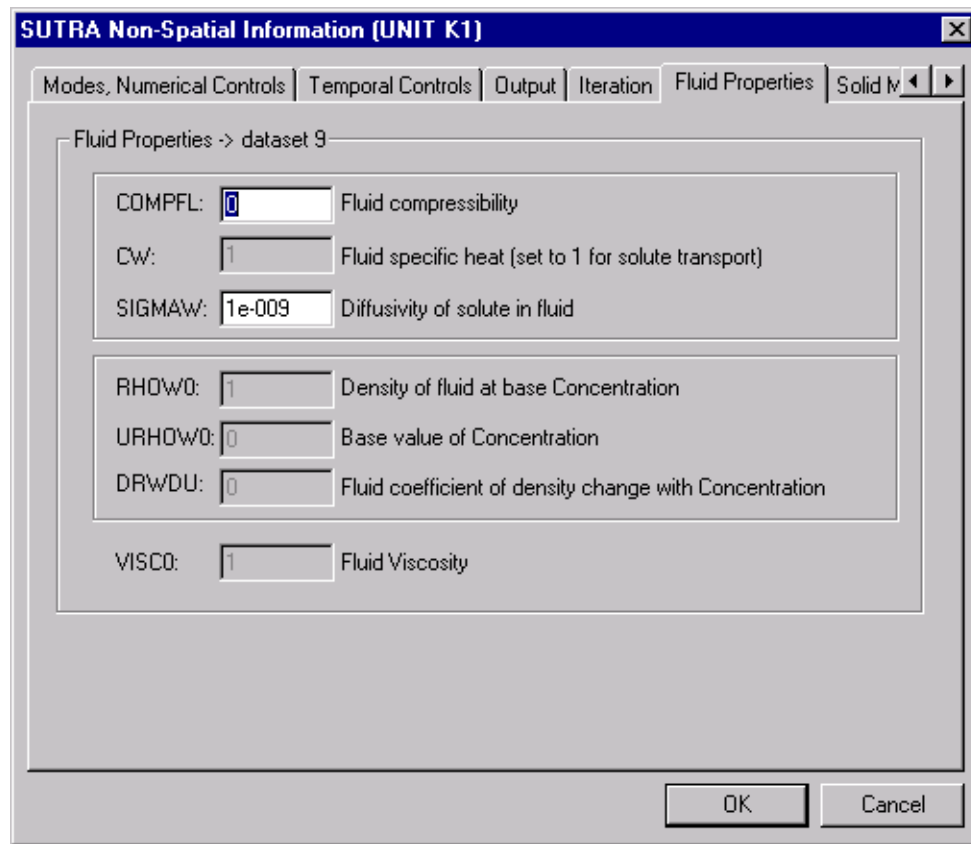 SUTRA Non-Spatial Information (UNIT K1)
Modes, Numerical Controls Temporal Controls Output Iteration Fluid Properties Solid M
Fluid Properties -> dataset 9
COMPFL: 0 Fluid compressibility
CW: 1 Fluid specific heat (set to 1 for solute transport)
SIGMAW: 1e-009 Diffusivity of solute in fluid
RHOW0: 1 Density of fluid at base Concentration
URHOW0: 0 Base value of Concentration
DRWDU: 0 Fluid coefficient of density change with Concentration
VISC0: 1 Fluid Viscosity
OK Cancel